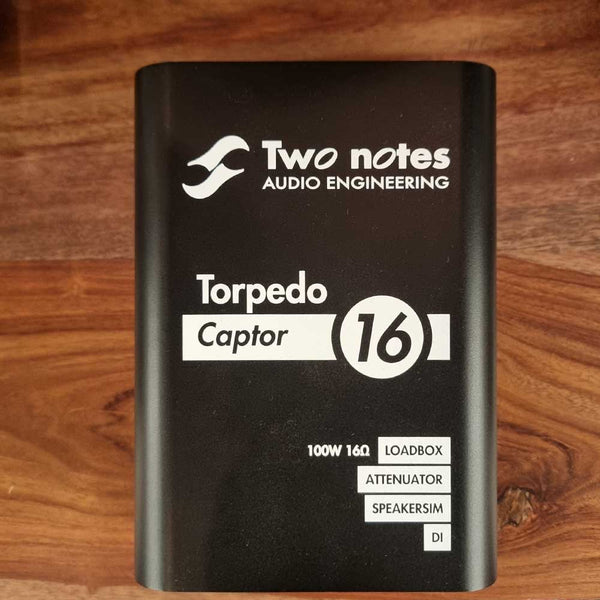 Two notes
AUDIO ENGINEERING
Torpedo
Captor 16
100W 16Ω LOADBOX
ATTENUATOR
SPEAKERSIM
DI